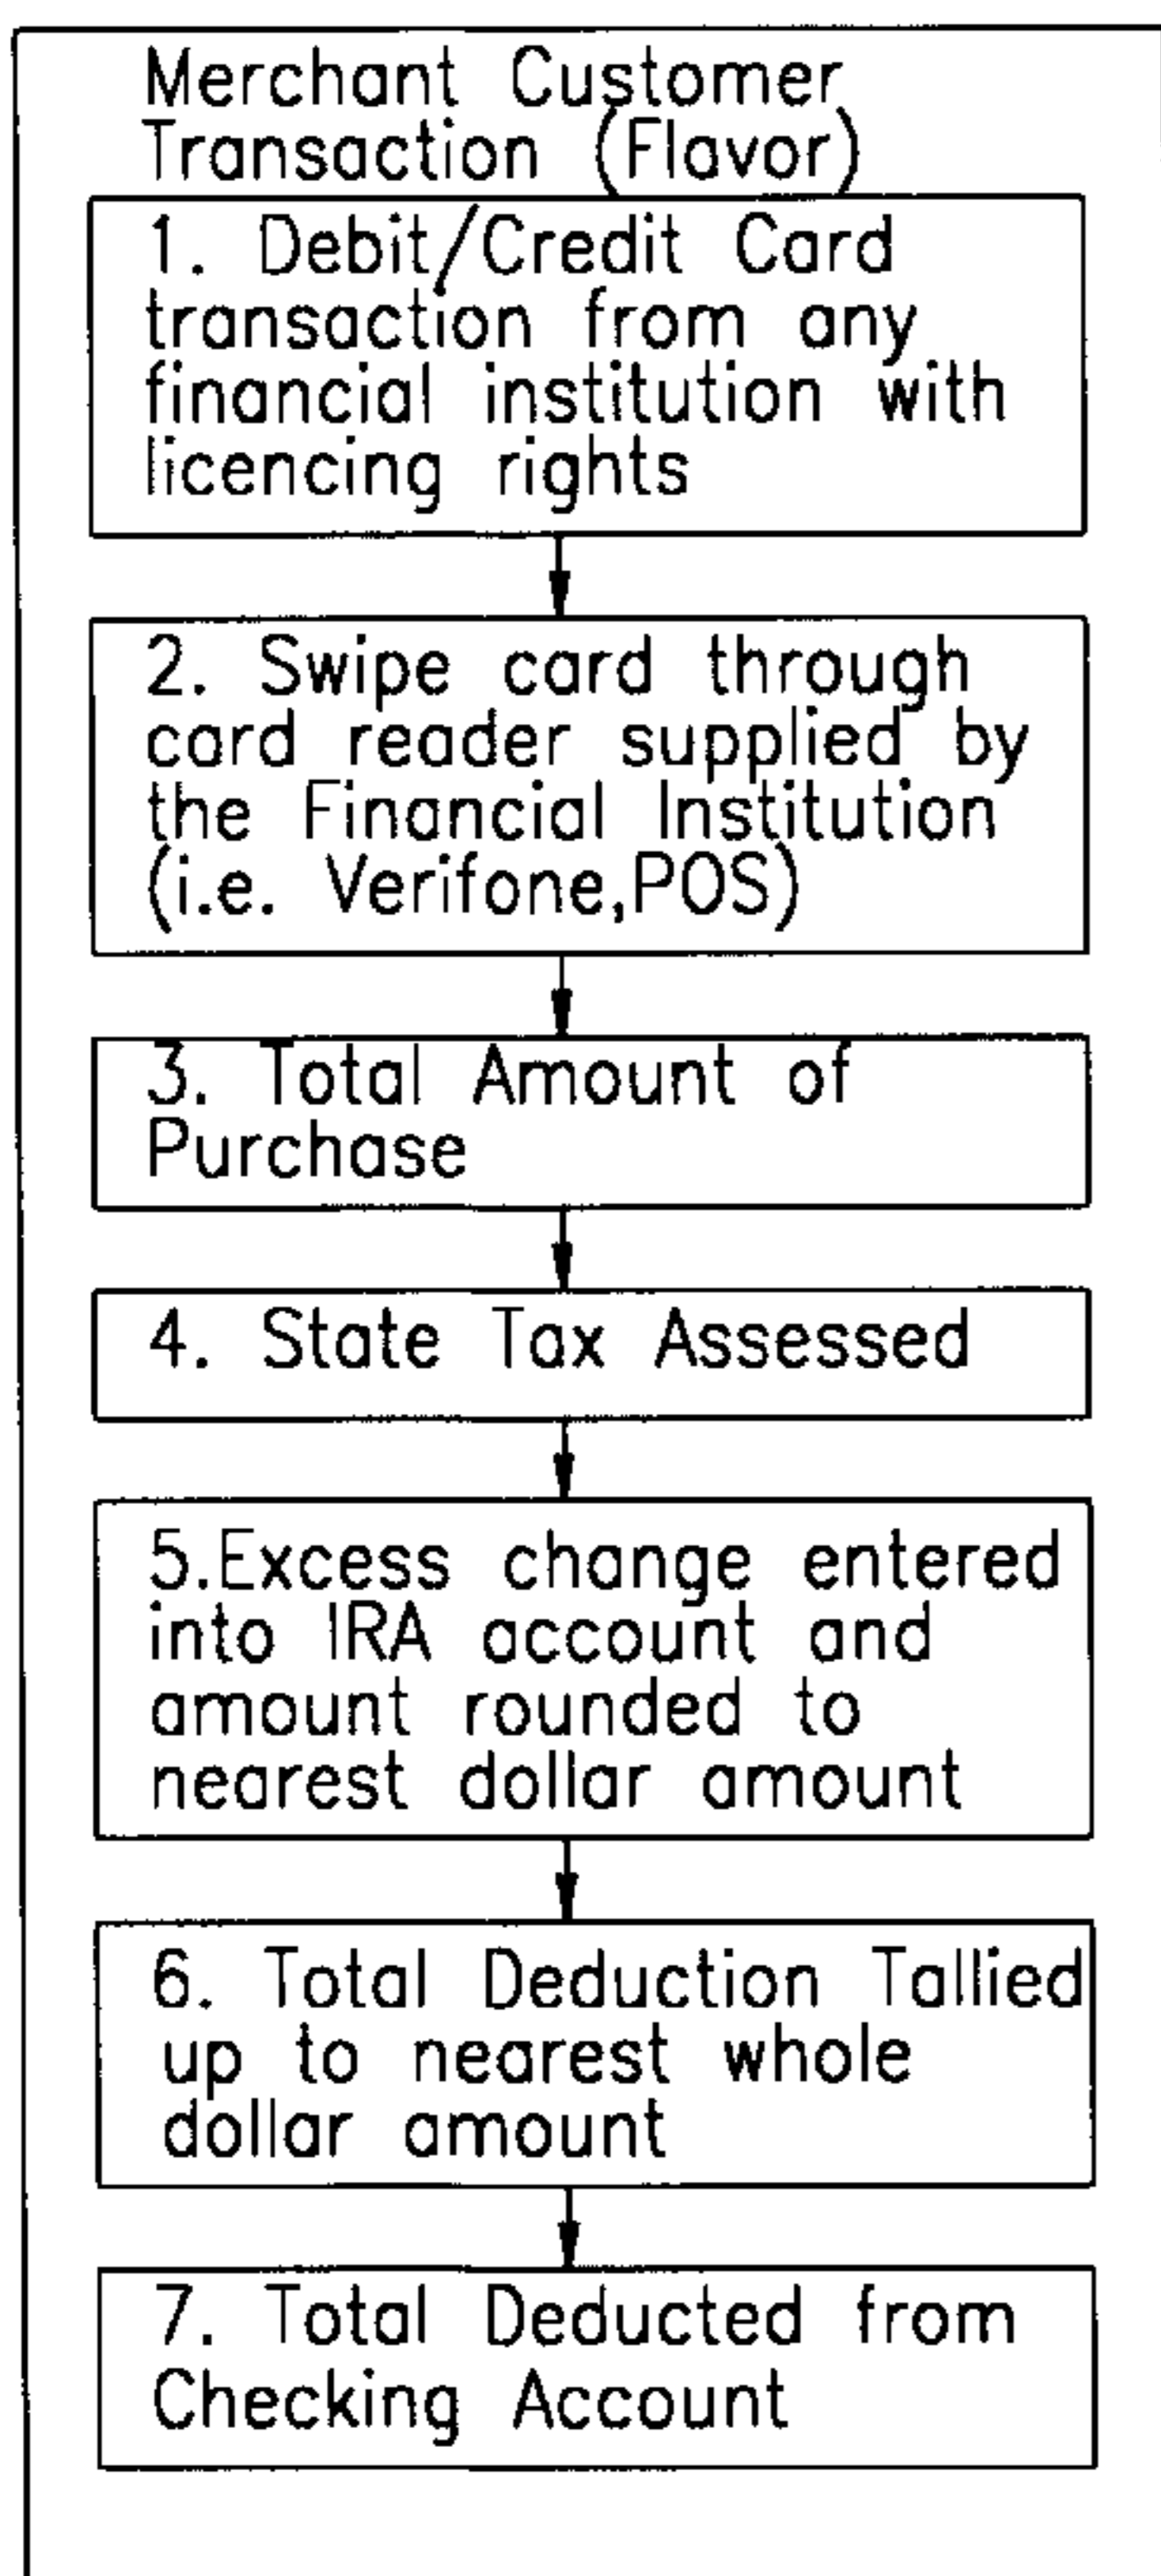 Merchant Customer
Transaction (Flavor)
1. Debit/Credit Card
transaction from any
financial institution with
licencing rights
2. Swipe card through
card reader supplied by
the Financial Institution
(i.e. Verifone,POS)
3. Total Amount of
Purchase
4. State Tax Assessed
5.Excess change entered
into IRA account and
amount rounded to
nearest dollar amount
6. Total Deduction Tallied
up to nearest whole
dollar amount
7. Total Deducted from
Checking Account